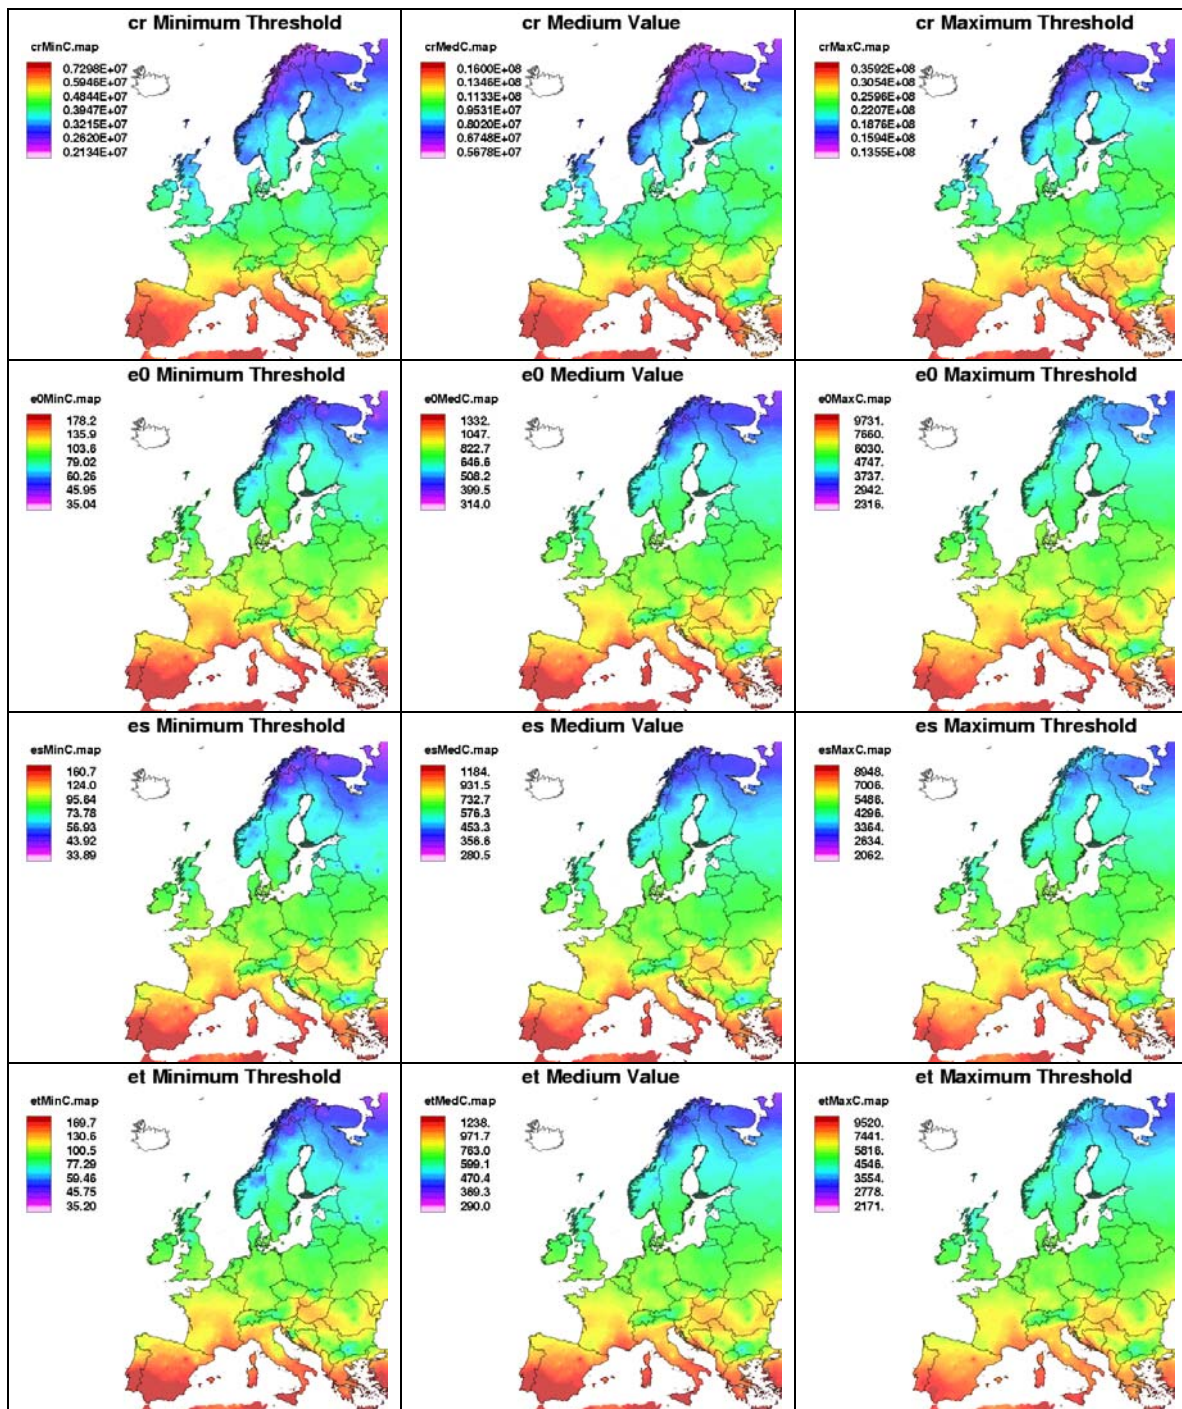 cr Minimum Threshold
crMinC.map
0.7298E+07
0.5946E+07
0.4844E+07
0.3947E+07
0.3215E+07
0.2620E+07
0.2134E+07
cr Medium Value
crMedC.map
0.1600E+08
0.1346E+08
0.1133E+08
0.9531E+07
0.8020E+07
0.6747E+07
0.5678E+07
cr Maximum Threshold
crMaxC.map
0.3592E+08
0.3054E+08
0.2596E+08
0.2207E+08
0.1876E+08
0.1594E+08
0.1355E+08
e0 Minimum Threshold
e0MinC.map
178.2
135.9
103.6
79.02
60.26
45.95
35.04
e0 Medium Value
e0MedC.map
1332.
1047.
822.7
646.6
508.2
399.5
314.0
e0 Maximum Threshold
e0MaxC.map
9731.
7660.
6030.
4747.
3737.
2942.
2316.
es Minimum Threshold
esMinC.map
160.7
124.0
95.64
73.78
56.93
43.92
33.89
es Medium Value
esMedC.map
1184.
931.5
732.7
576.3
453.3
356.6
280.5
es Maximum Threshold
esMaxC.map
8948.
7006.
5486.
4296.
3364.
2634.
2062.
et Minimum Threshold
etMinC.map
169.7
130.6
100.5
77.29
59.46
45.75
35.20
et Medium Value
etMedC.map
1238.
971.7
763.0
599.1
470.4
369.3
290.0
et Maximum Threshold
etMaxC.map
9520.
7441.
5816.
4546.
3554.
2778.
2171.